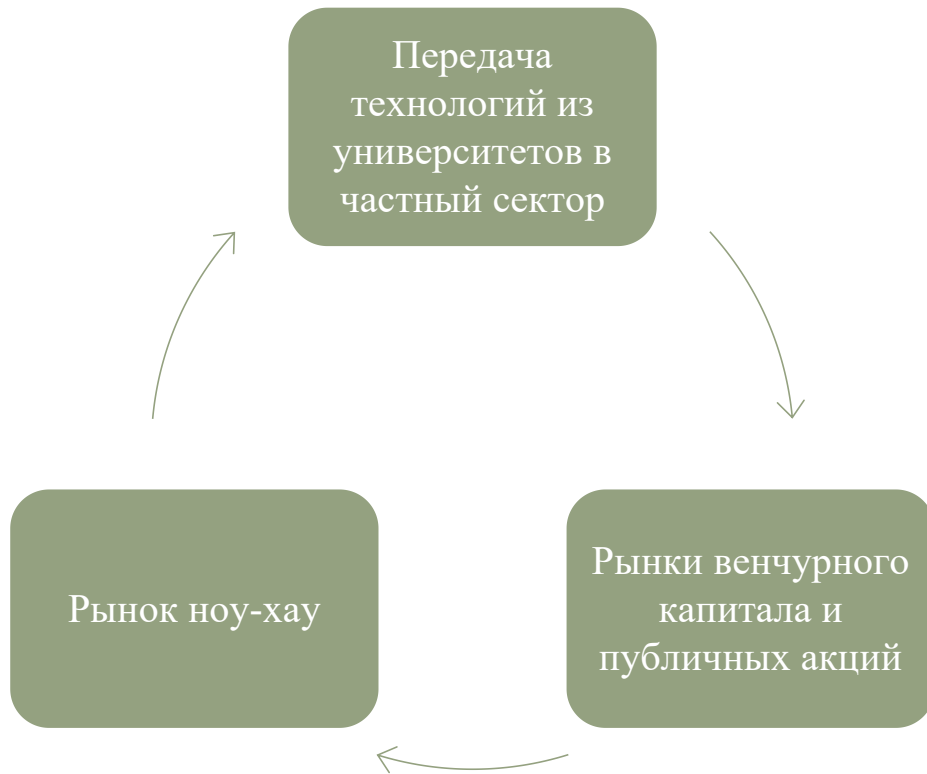 Передача
технологий из
университетов в
частный сектор
Рынок ноу-хау
Рынки венчурного
капитала и
публичных акций